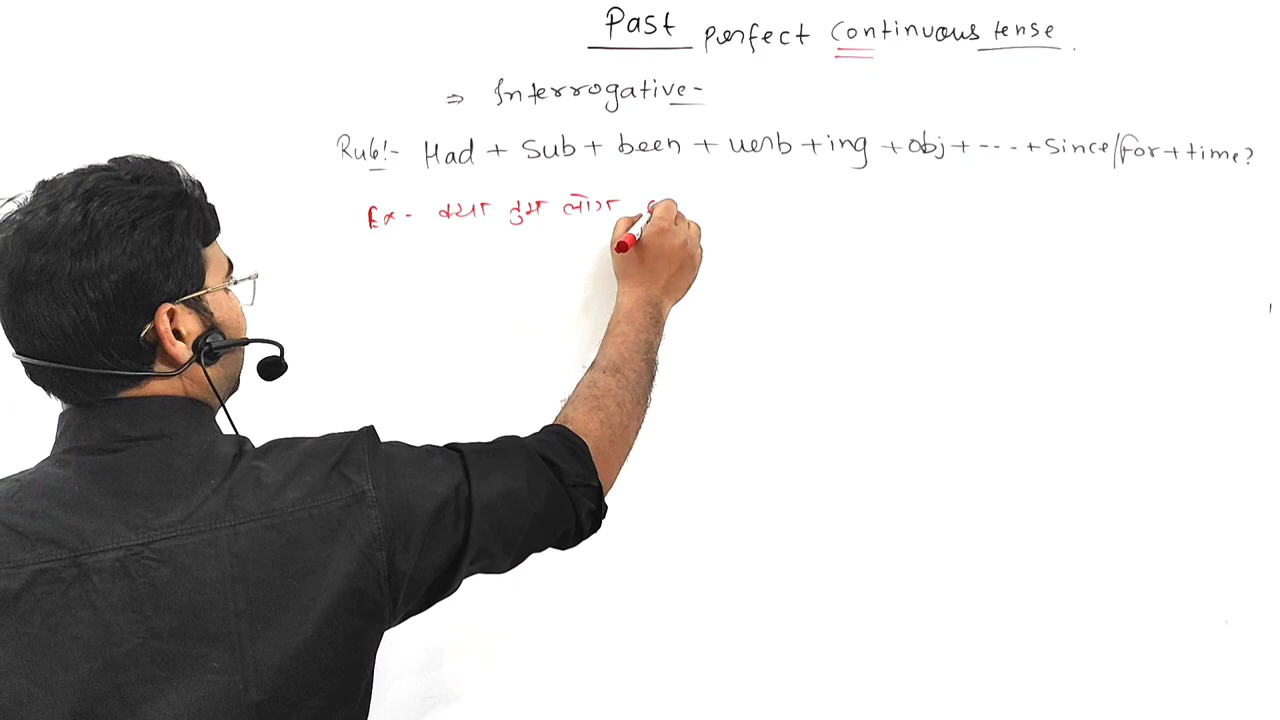 Past perfect continuous tense.
⇒ Interrogative-
Rule!- Had + Sub + been + verb + ing + obj + --- + Since/for + time?
Ex - क्या तुम लोग